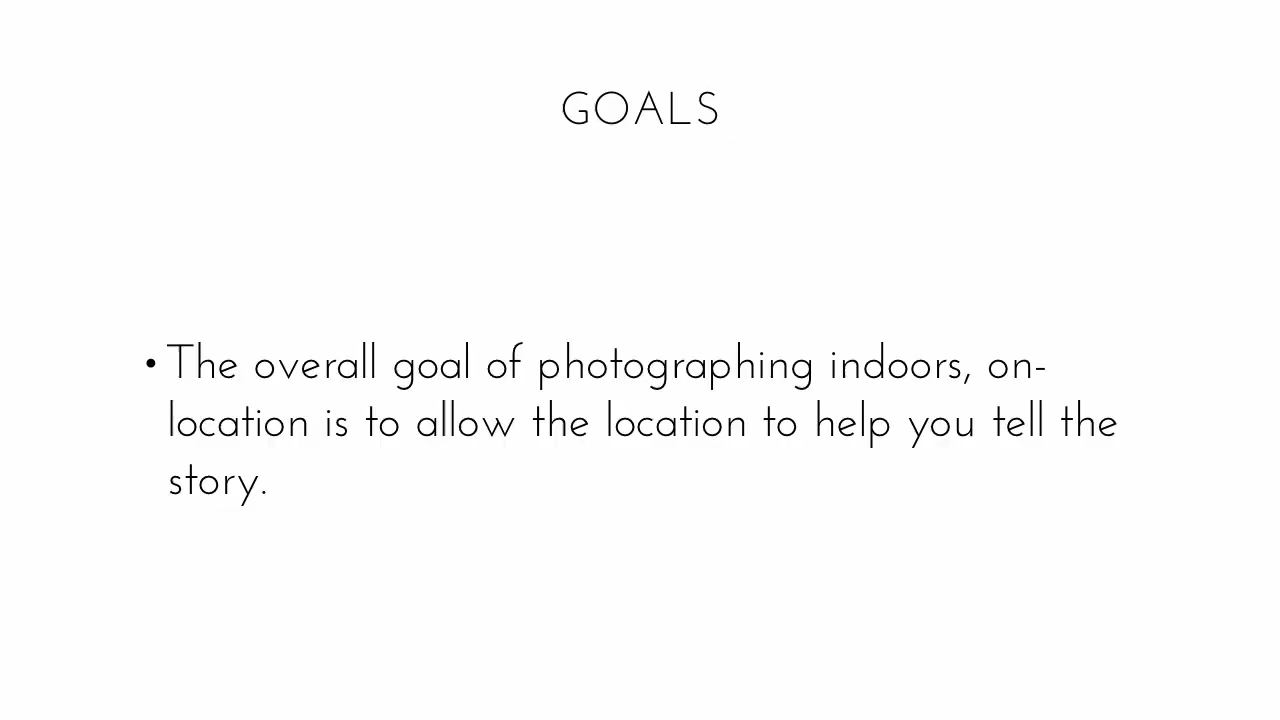 GOALS
• The overall goal of photographing indoors, on-
location is to allow the location to help you tell the
story.